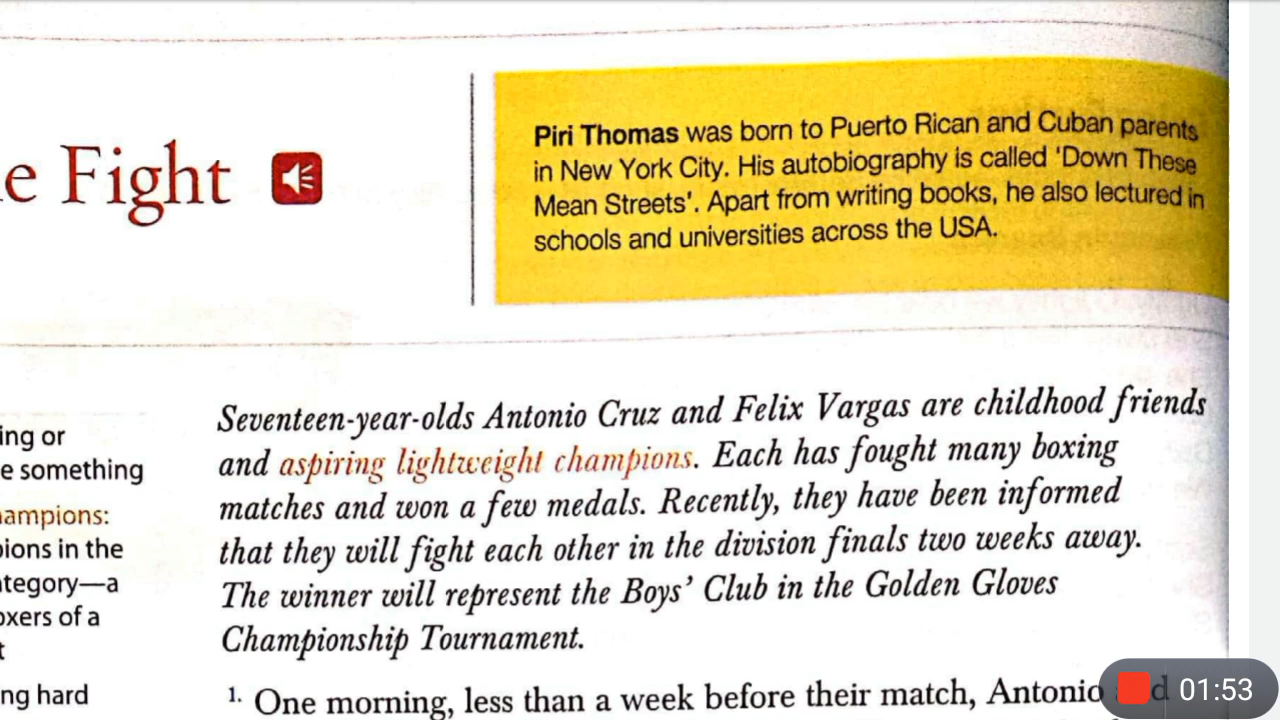 e Fight
Piri Thomas was born to Puerto Rican and Cuban parents
in New York City. His autobiography is called 'Down These
Mean Streets'. Apart from writing books, he also lectured in
schools and universities across the USA.
ing or
e something
ampions:
ions in the
ategory—a
oxers of a
t
ng hard
Seventeen-year-olds Antonio Cruz and Felix Vargas are childhood friends
and aspiring lightweight champions. Each has fought many boxing
matches and won a few medals. Recently, they have been informed
that they will fight each other in the division finals two weeks away.
The winner will represent the Boys' Club in the Golden Gloves
Championship Tournament.
1. One morning, less than a week before their match, Antonio
01:53